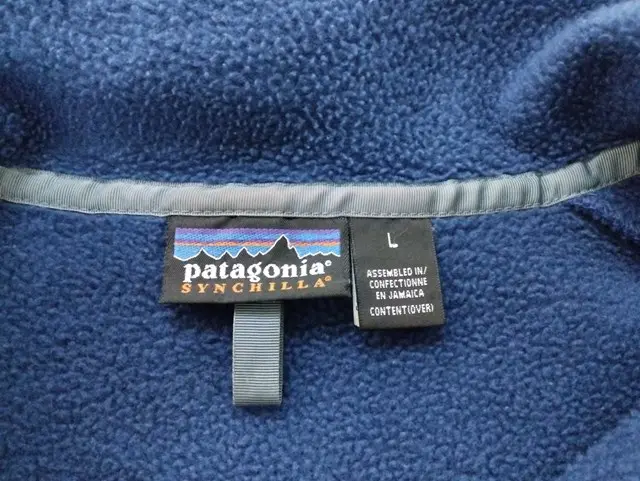 patagonia®
SYNCHILLA®
L
ASSEMBLED IN/
CONFECTIONNE
EN JAMAICA
CONTENT(OVER)